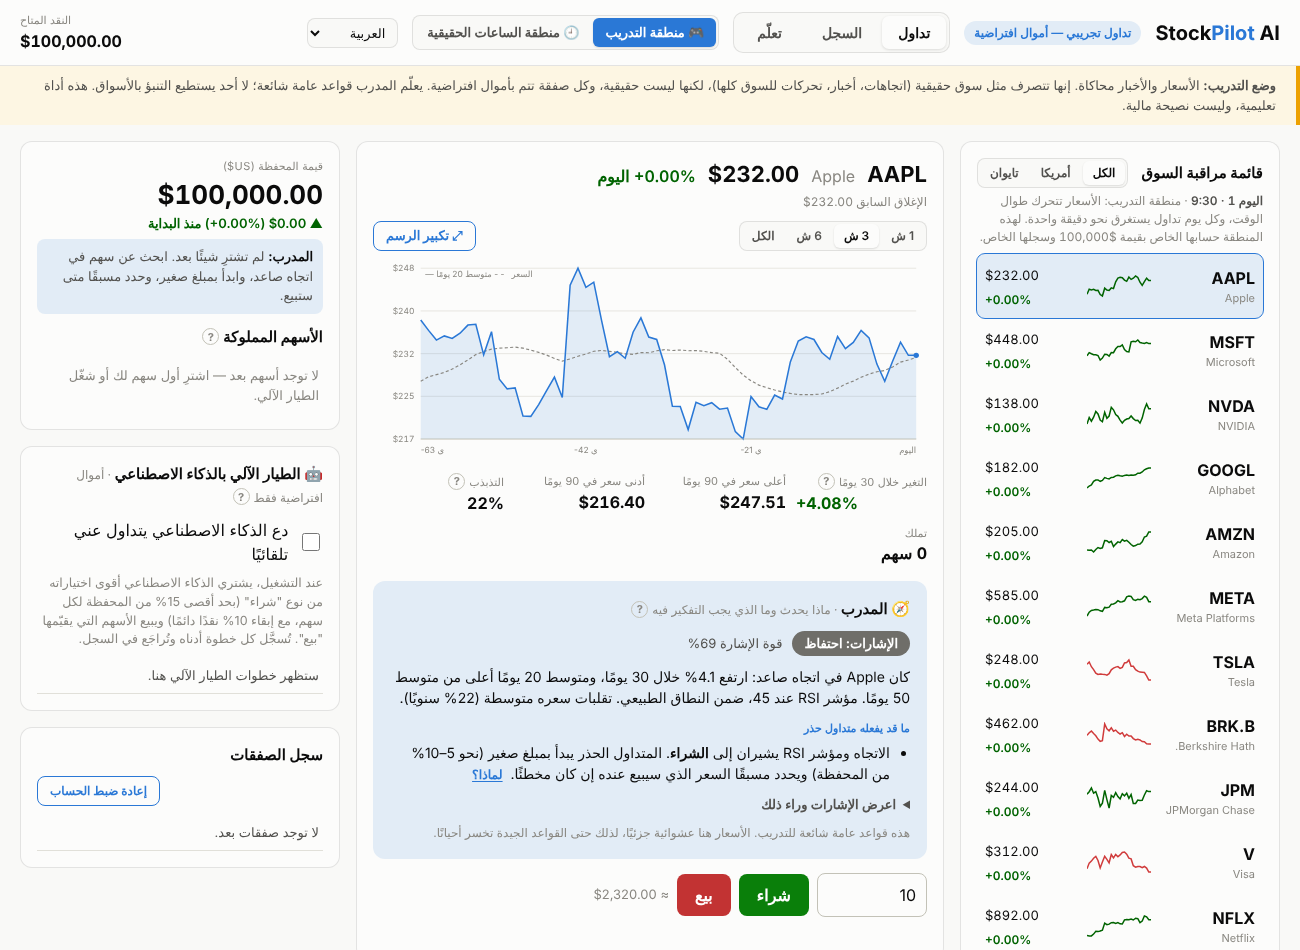 StockPilot AI
تداول تجريبي — أموال افتراضية
تداول
السجل
تعلّم
🎮 منطقة التدريب
🕘 منطقة الساعات الحقيقية
العربية
النقد المتاح
$100,000.00
وضع التدريب: الأسعار والأخبار محاكاة. إنها تتصرف مثل سوق حقيقية (اتجاهات، أخبار، تحركات للسوق كلها)، لكنها ليست حقيقية، وكل صفقة تتم بأموال افتراضية. يعلّم المدرب قواعد عامة شائعة؛ لا أحد يستطيع التنبؤ بالأسواق. هذه أداة
تعليمية، وليست نصيحة مالية.
قائمة مراقبة السوق
الكل
أمريكا
تايوان
اليوم 1 · 9:30 · منطقة التدريب: الأسعار تتحرك طوال
الوقت، وكل يوم تداول يستغرق نحو دقيقة واحدة. لهذه
المنطقة حسابها الخاص بقيمة $100,000 وسجلها الخاص.
AAPL
Apple
$232.00
+0.00%
MSFT
Microsoft
$448.00
+0.00%
NVDA
NVIDIA
$138.00
+0.00%
GOOGL
Alphabet
$182.00
+0.00%
AMZN
Amazon
$205.00
+0.00%
META
Meta Platforms
$585.00
+0.00%
TSLA
Tesla
$248.00
+0.00%
BRK.B
Berkshire Hath.
$462.00
+0.00%
JPM
JPMorgan Chase
$244.00
+0.00%
V
Visa
$312.00
+0.00%
NFLX
Netflix
$892.00
+0.00%
AAPL Apple $232.00 +0.00% اليوم
الإغلاق السابق $232.00
1 ش
3 ش
6 ش
الكل
⤢ تكبير الرسم
السعر - - متوسط 20 يومًا —
$248
$240
$232
$225
$217
-63 ي
-42 ي
-21 ي
اليوم
التغير خلال 30 يومًا ?
+4.08%
أعلى سعر في 90 يومًا
$247.51
أدنى سعر في 90 يومًا
$216.40
التذبذب ?
22%
تملك
0 سهم
🧭 المدرب · ماذا يحدث وما الذي يجب التفكير فيه ?
الإشارات: احتفاظ
قوة الإشارة 69%
كان Apple في اتجاه صاعد: ارتفع 4.1% خلال 30 يومًا، ومتوسط 20 يومًا أعلى من متوسط
50 يومًا. مؤشر RSI عند 45، ضمن النطاق الطبيعي. تقلبات سعره متوسطة (22% سنويًا).
ما قد يفعله متداول حذر
• الاتجاه ومؤشر RSI يشيران إلى الشراء. المتداول الحذر يبدأ بمبلغ صغير (نحو 5–10%
من المحفظة) ويحدد مسبقًا السعر الذي سيبيع عنده إن كان مخطئًا. لماذا؟
◀ اعرض الإشارات وراء ذلك
هذه قواعد عامة شائعة للتدريب. الأسعار هنا عشوائية جزئيًا، لذلك حتى القواعد الجيدة تخسر أحيانًا.
10
شراء
بيع
≈ $2,320.00
قيمة المحفظة (US$)
$100,000.00
▲ $0.00 (+0.00%) منذ البداية
المدرب: لم تشترِ شيئًا بعد. ابحث عن سهم في
اتجاه صاعد، وابدأ بمبلغ صغير، وحدد مسبقًا متى
ستبيع.
الأسهم المملوكة ?
لا توجد أسهم بعد — اشترِ أول سهم لك أو شغّل
الطيار الآلي.
🤖 الطيار الآلي بالذكاء الاصطناعي · أموال
افتراضية فقط ?
دع الذكاء الاصطناعي يتداول عني
تلقائيًا
عند التشغيل، يشتري الذكاء الاصطناعي أقوى اختياراته
من نوع "شراء" (بحد أقصى 15% من المحفظة لكل
سهم، مع إبقاء 10% نقدًا دائمًا) ويبيع الأسهم التي يقيّمها
"بيع". تُسجَّل كل خطوة أدناه وتُراجَع في السجل.
ستظهر خطوات الطيار الآلي هنا.
سجل الصفقات
إعادة ضبط الحساب
لا توجد صفقات بعد.